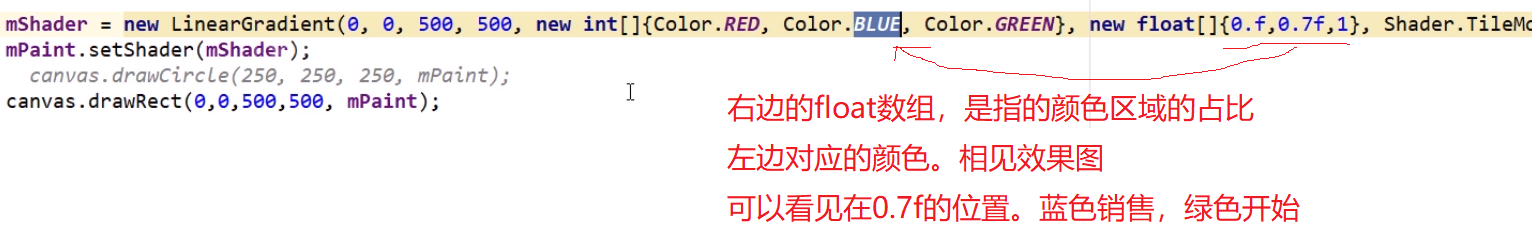 mShader = new LinearGradient(0, 0, 500, 500, new int[]{Color.RED, Color.BLUE, Color.GREEN}, new float[]{0.f,0.7f,1}, Shader.TileMo
mPaint.setShader(mShader);
canvas.drawCircle(250, 250, 250, mPaint);
canvas.drawRect(0,0,500,500, mPaint);
右边的float数组，是指的颜色区域的占比
左边对应的颜色。相见效果图
可以看见在0.7f的位置。蓝色销售，绿色开始